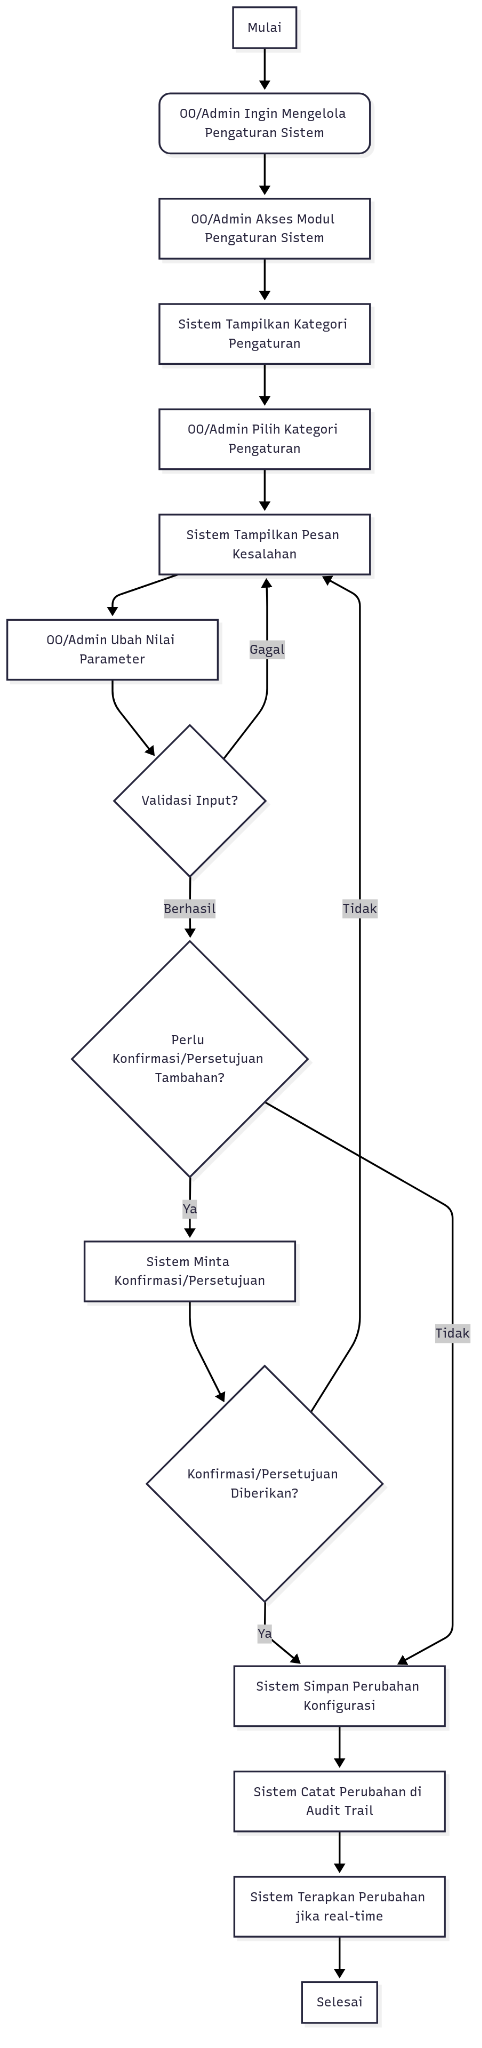 Mulai
OO/Admin Ingin Mengelola
Pengaturan Sistem
OO/Admin Akses Modul
Pengaturan Sistem
Sistem Tampilkan Kategori
Pengaturan
OO/Admin Pilih Kategori
Pengaturan
Sistem Tampilkan Pesan
Kesalahan
OO/Admin Ubah Nilai
Parameter
Gagal
Validasi Input?
Berhasil
Tidak
Perlu
Konfirmasi/Persetujuan
Tambahan?
Ya
Sistem Minta
Konfirmasi/Persetujuan
Tidak
Konfirmasi/Persetujuan
Diberikan?
Ya
Sistem Simpan Perubahan
Konfigurasi
Sistem Catat Perubahan di
Audit Trail
Sistem Terapkan Perubahan
jika real-time
Selesai